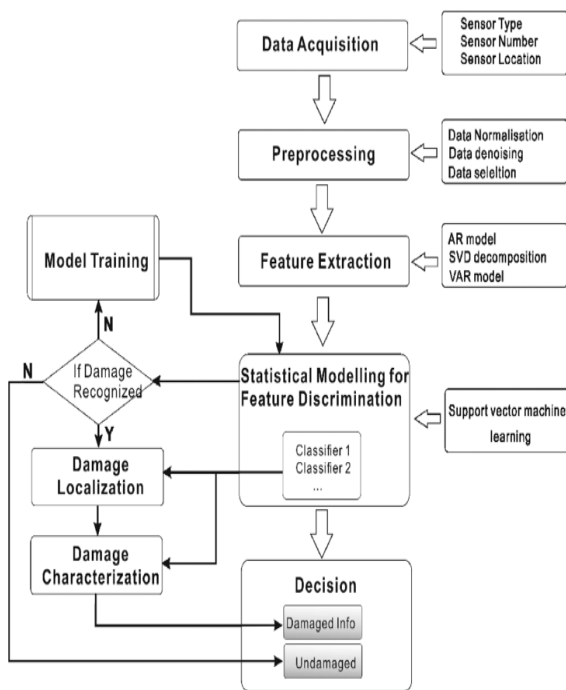 Data Acquisition
Sensor Type
Sensor Number
Sensor Location
Preprocessing
Data Normalisation
Data denoising
Data seleltion
Feature Extraction
AR model
SVD decomposition
VAR model
Model Training
N
N
If Damage
Recognized
Y
Statistical Modelling for
Feature Discrimination
Classifier 1
Classifier 2
...
Support vector machine
learning
Damage
Localization
Damage
Characterization
Decision
Damaged Info
Undamaged